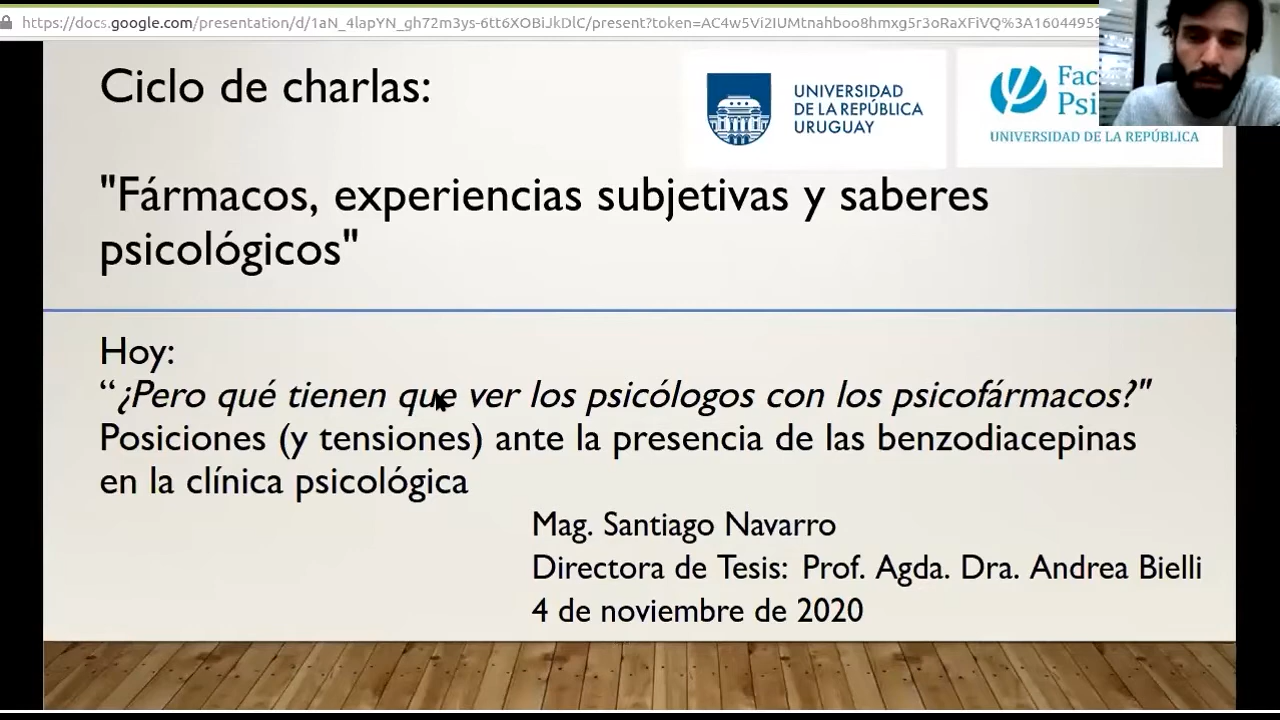 https://docs.google.com/presentation/d/1aN_4lapYN_gh72m3ys-6tt6XOBiJkDlC/present?token=AC4w5Vi2IUMtnahboo8hmxg5r3oRaXFiVQ%3A16044959
Ciclo de charlas:
UNIVERSIDAD
DE LA REPÚBLICA
URUGUAY
Fac
Psi
UNIVERSIDAD DE LA REPÚBLICA
"Fármacos, experiencias subjetivas y saberes
psicológicos"
Hoy:
“¿Pero qué tienen que ver los psicólogos con los psicofármacos?"
Posiciones (y tensiones) ante la presencia de las benzodiacepinas
en la clínica psicológica
Mag. Santiago Navarro
Directora de Tesis: Prof. Agda. Dra. Andrea Bielli
4 de noviembre de 2020